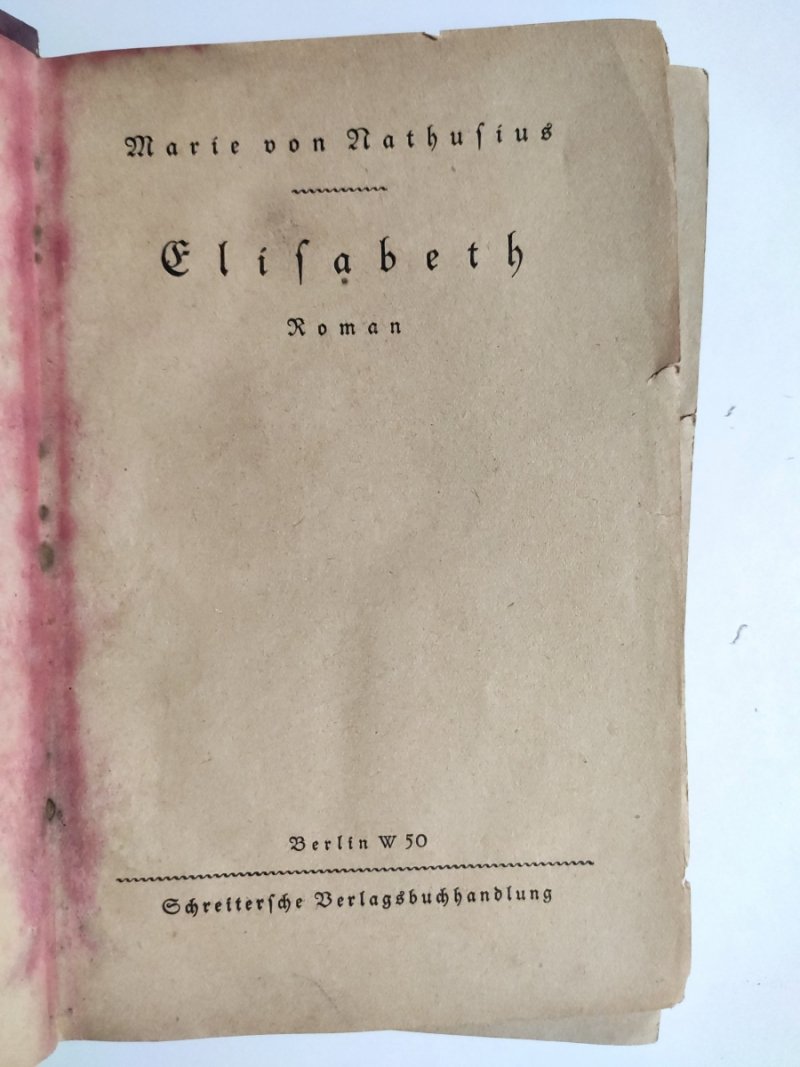 Marie von Nathuſius
Eliſabeth
Roman
Berlin W 50
Schreiterſche Verlagsbuchhandlung